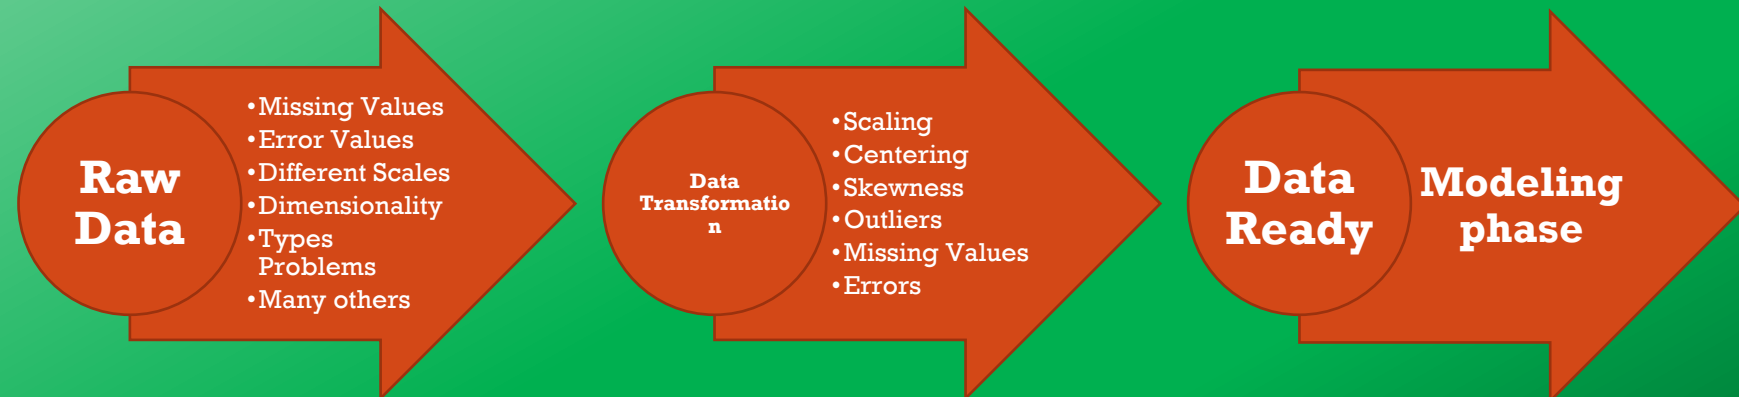 Raw
Data
•Missing Values
•Error Values
•Different Scales
•Dimensionality
•Types
Problems
•Many others
Data
Transformatio
n
•Scaling
•Centering
•Skewness
•Outliers
•Missing Values
•Errors
Data
Ready
Modeling
phase